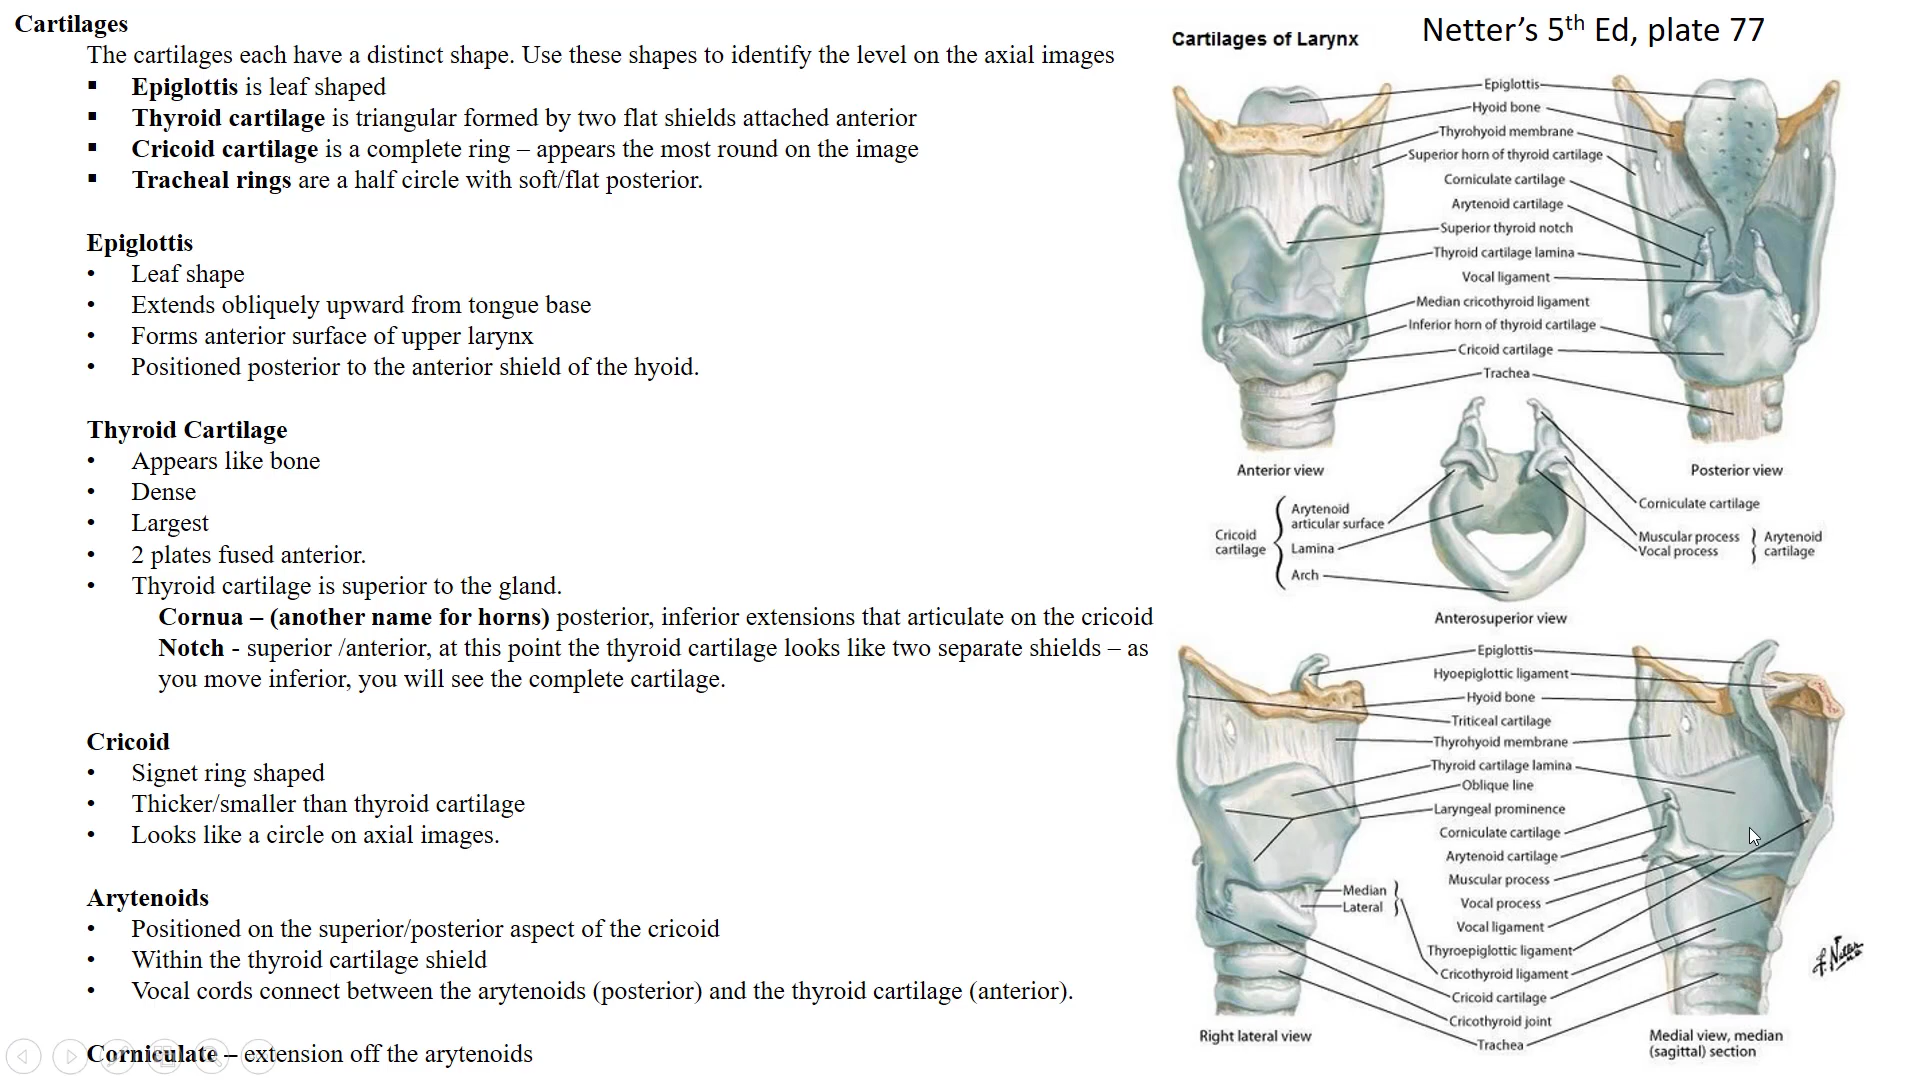 Cartilages
The cartilages each have a distinct shape. Use these shapes to identify the level on the axial images
▪ Epiglottis is leaf shaped
▪ Thyroid cartilage is triangular formed by two flat shields attached anterior
▪ Cricoid cartilage is a complete ring – appears the most round on the image
▪ Tracheal rings are a half circle with soft/flat posterior.
Epiglottis
• Leaf shape
• Extends obliquely upward from tongue base
• Forms anterior surface of upper larynx
• Positioned posterior to the anterior shield of the hyoid.
Thyroid Cartilage
• Appears like bone
• Dense
• Largest
• 2 plates fused anterior.
• Thyroid cartilage is superior to the gland.
Cornua – (another name for horns) posterior, inferior extensions that articulate on the cricoid
Notch - superior /anterior, at this point the thyroid cartilage looks like two separate shields – as
you move inferior, you will see the complete cartilage.
Cricoid
• Signet ring shaped
• Thicker/smaller than thyroid cartilage
• Looks like a circle on axial images.
Arytenoids
• Positioned on the superior/posterior aspect of the cricoid
• Within the thyroid cartilage shield
• Vocal cords connect between the arytenoids (posterior) and the thyroid cartilage (anterior).
Corniculate – extension off the arytenoids
Netter's 5th Ed, plate 77
Cartilages of Larynx
Epiglottis
Hyoid bone
Thyrohyoid membrane
Superior horn of thyroid cartilage
Corniculate cartilage
Arytenoid cartilage
Superior thyroid notch
Thyroid cartilage lamina
Vocal ligament
Median cricothyroid ligament
Inferior horn of thyroid cartilage
Cricoid cartilage
Trachea
Anterior view
Posterior view
Cricoid
cartilage
Arytenoid
articular surface
Lamina
Arch
Corniculate cartilage
Muscular process
Vocal process
Arytenoid
cartilage
Anterosuperior view
Epiglottis
Hyoepiglottic ligament
Hyoid bone
Triticeal cartilage
Thyrohyoid membrane
Thyroid cartilage lamina
Oblique line
Laryngeal prominence
Corniculate cartilage
Arytenoid cartilage
Muscular process
Median
Lateral
Vocal process
Vocal ligament
Thyroepiglottic ligament
Cricothyroid ligament
Cricoid cartilage
Cricothyroid joint
Trachea
Right lateral view
Medial view, median
(sagittal) section
F. Netter